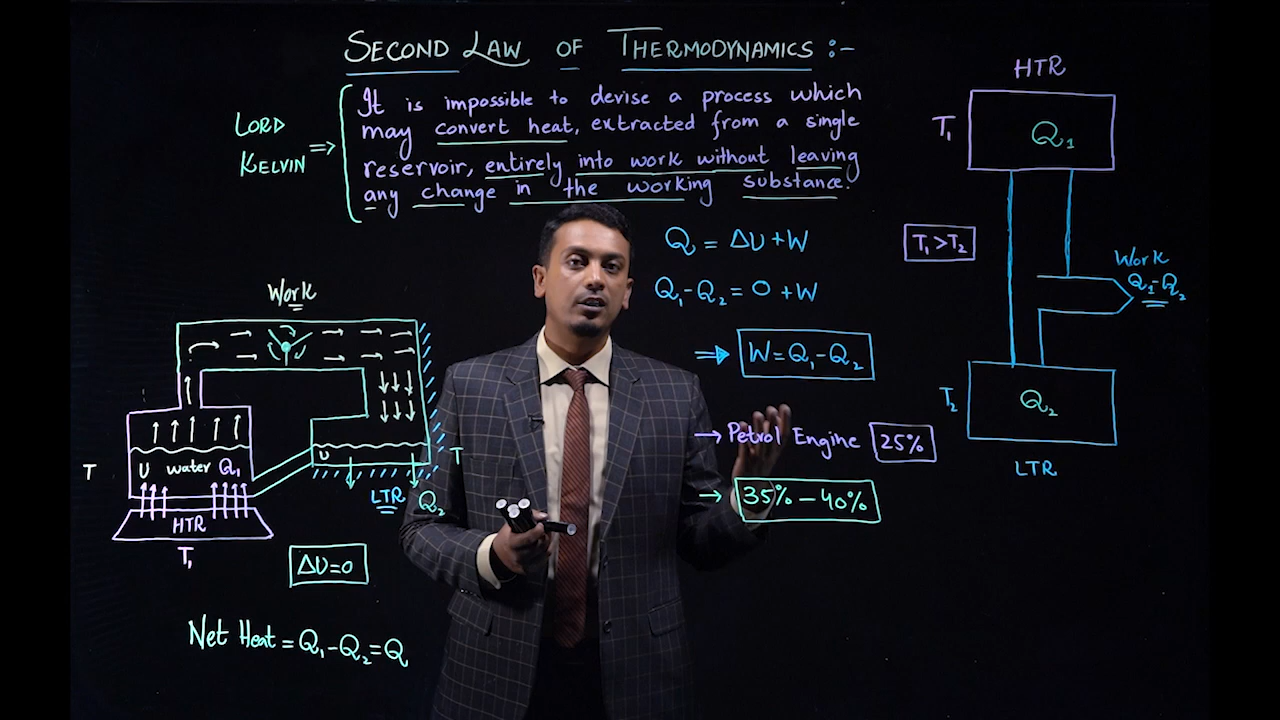 SECOND LAW OF THERMODYNAMICS :-
LORD
KELVIN ⇒
It is impossible to devise a process which
may convert heat, extracted from a single
reservoir, entirely into work without leaving
any change in the working substance.
Q = ΔU + W
Q₁-Q₂ = 0 + W
⇒ W = Q₁-Q₂
→ Petrol Engine 25%
→ 35% - 40%
HTR
T₁
Q₁
T₁ > T₂
Work
Q₁-Q₂
T₂
Q₂
LTR
Work
T
U water Q₁
HTR
T₁
U
T
LTR
Q₂
ΔU=0
Net Heat = Q₁-Q₂ = Q